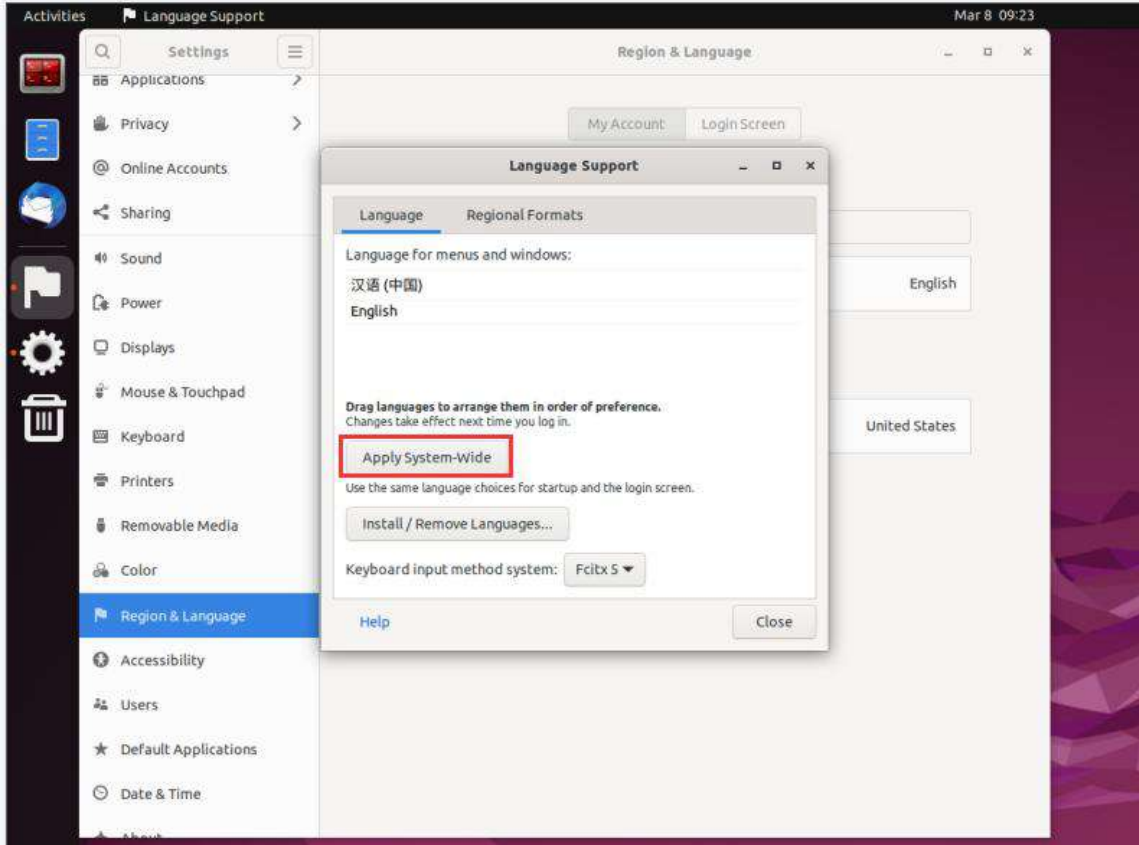 Activities Language Support Mar 8 09:23
Settings Region & Language
Applications
Privacy
Online Accounts
Sharing
Sound
Power
Displays
Mouse & Touchpad
Keyboard
Printers
Removable Media
Color
Region & Language
Accessibility
Users
Default Applications
Date & Time
About
My Account Login Screen
English
United States
Language Support
Language Regional Formats
Language for menus and windows:
汉语 (中国)
English
Drag languages to arrange them in order of preference.
Changes take effect next time you log in.
Apply System-Wide
Use the same language choices for startup and the login screen.
Install / Remove Languages...
Keyboard input method system: Fcitx 5
Help Close